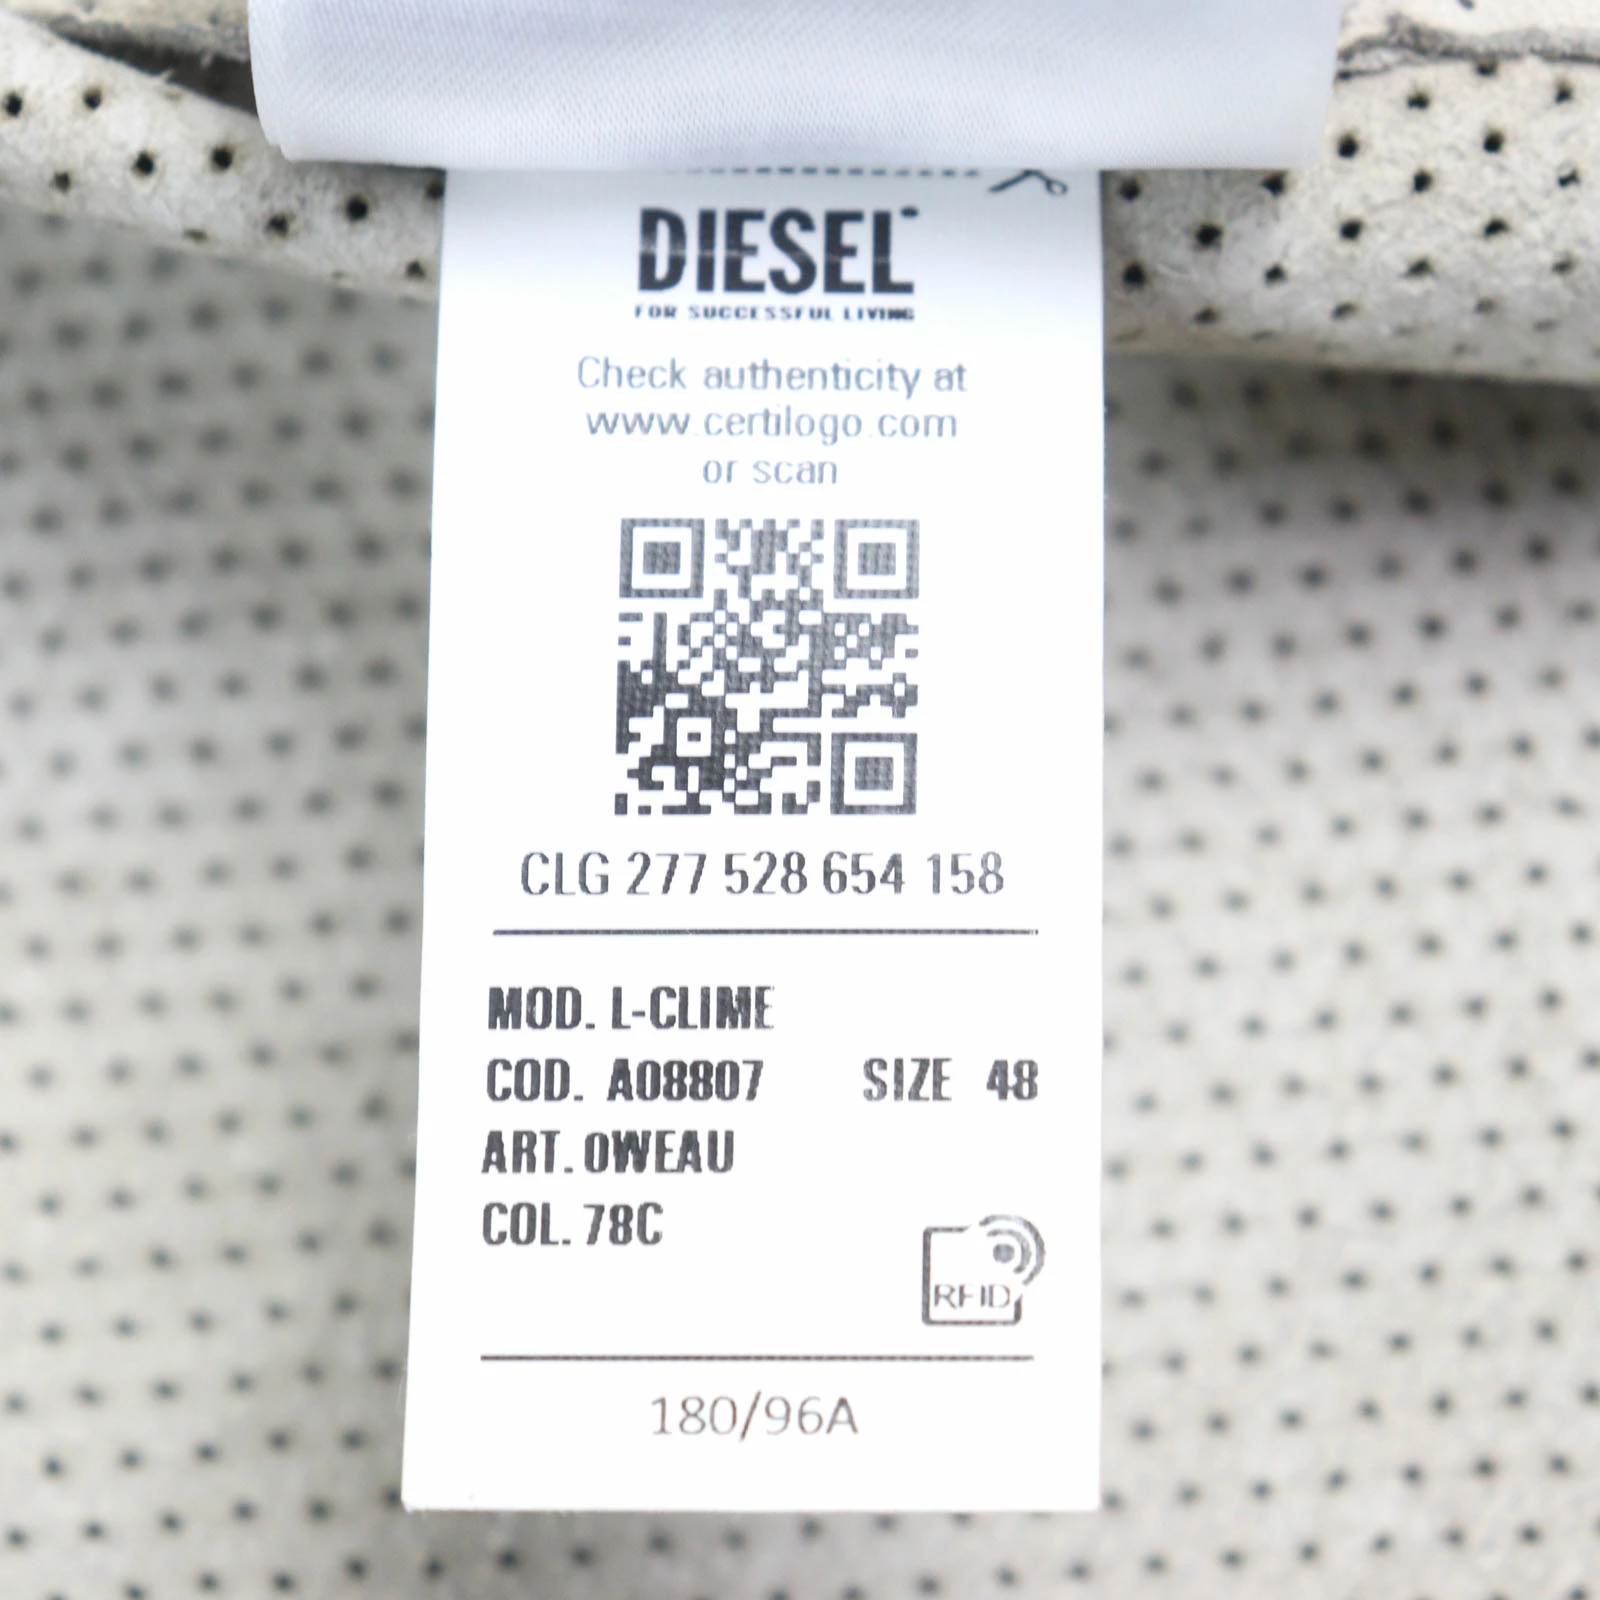 DIESEL
FOR SUCCESSFUL LIVING
Check authenticity at
www.certilogo.com
or scan
CLG 277 528 654 158
MOD. L-CLIME
COD. A08807 SIZE 48
ART. 0WEAU
COL. 78C
RFID
180/96A